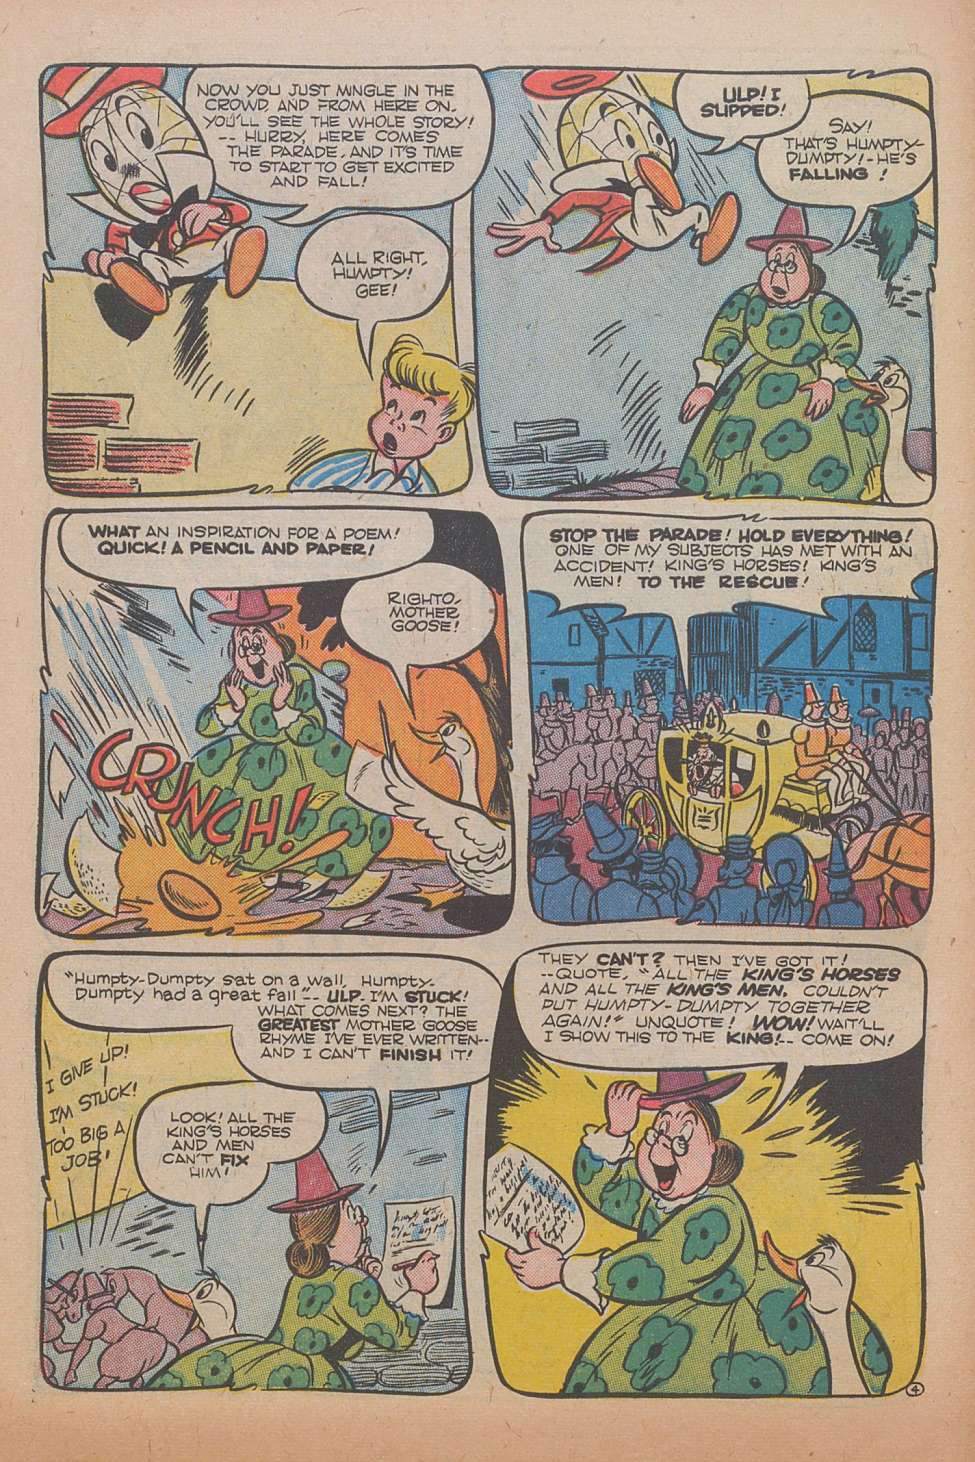 NOW YOU JUST MINGLE IN THE
CROWD, AND FROM HERE ON,
YOU'LL SEE THE WHOLE STORY!
-- HURRY, HERE COMES
THE PARADE, AND IT'S TIME
TO START TO GET EXCITED
AND FALL!
ALL RIGHT,
HUMPTY!
GEE!
ULP! I
SLIPPED!
SAY!
THAT'S HUMPTY-
DUMPTY!-HE'S
FALLING!
WHAT AN INSPIRATION FOR A POEM!
QUICK! A PENCIL AND PAPER!
RIGHTO,
MOTHER
GOOSE!
CRUNCH!
STOP THE PARADE! HOLD EVERYTHING!
ONE OF MY SUBJECTS HAS MET WITH AN
ACCIDENT! KING'S HORSES! KING'S
MEN! TO THE RESCUE!
"Humpty-Dumpty sat on a wall, Humpty-
Dumpty had a great fall"-- ULP-I'M STUCK!
WHAT COMES NEXT? THE
GREATEST MOTHER GOOSE
RHYME I'VE EVER WRITTEN--
AND I CAN'T FINISH IT!
I GIVE UP!
I'M STUCK!
TOO BIG A
JOB!
LOOK! ALL THE
KING'S HORSES
AND MEN
CAN'T FIX
HIM!
THEY CAN'T? THEN I'VE GOT IT!
--QUOTE, "ALL THE KING'S HORSES
AND ALL THE KING'S MEN, COULDN'T
PUT HUMPTY-DUMPTY TOGETHER
AGAIN!" UNQUOTE! WOW! WAIT'LL
I SHOW THIS TO THE KING!-- COME ON!
4